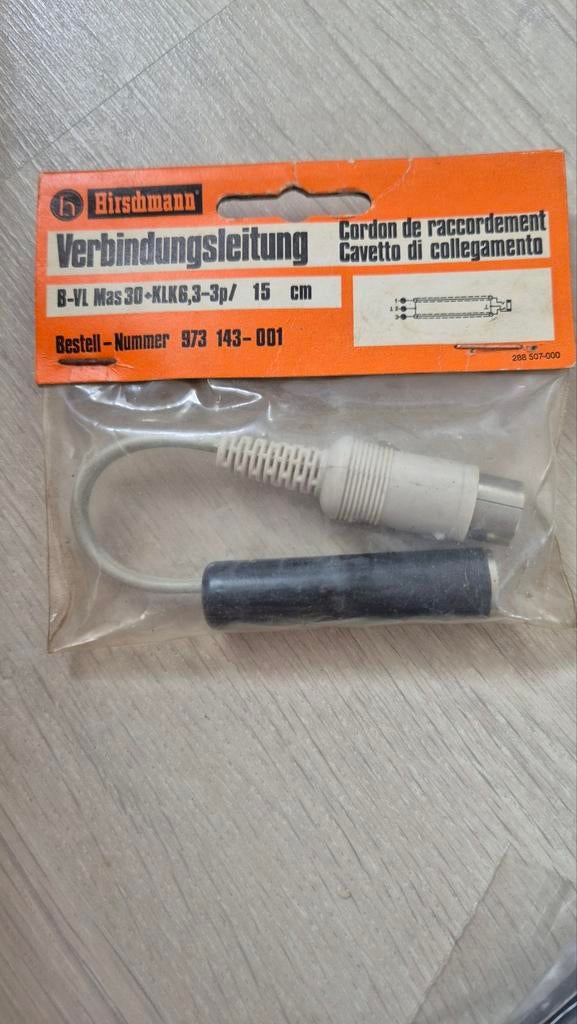 h Hirschmann
Verbindungsleitung
Cordon de raccordement
Cavetto di collegamento
B-VL Mas 30+KLK6,3-3p/ 15 cm
Bestell-Nummer 973 143-001
288 507-000